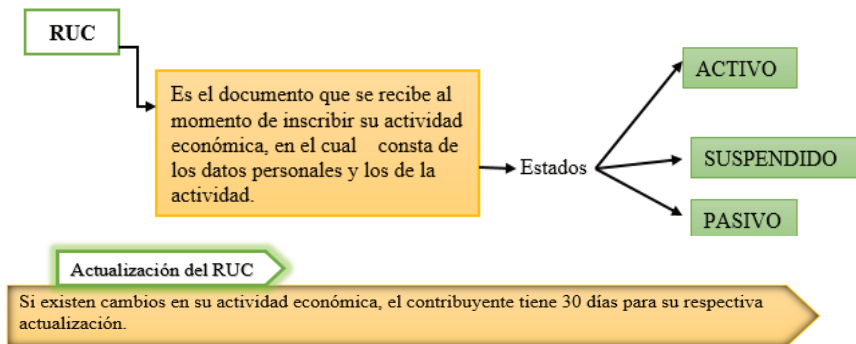 RUC
Es el documento que se recibe al
momento de inscribir su actividad
económica, en el cual consta de
los datos personales y los de la
actividad.
Estados
ACTIVO
SUSPENDIDO
PASIVO
Actualización del RUC
Si existen cambios en su actividad económica, el contribuyente tiene 30 días para su respectiva
actualización.